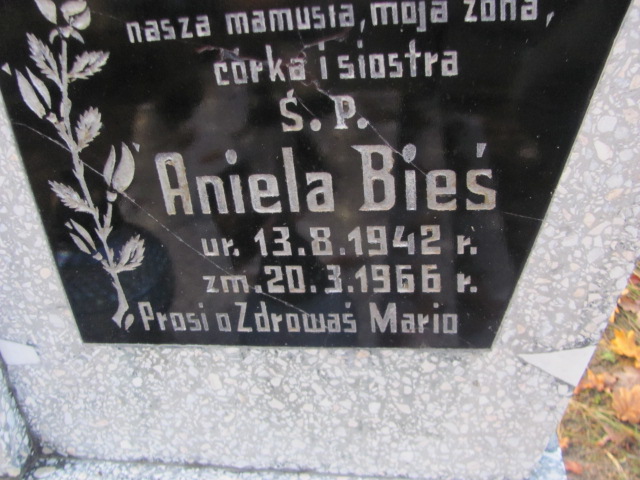 nasza mamusia, moja żona,
córka i siostra
Ś. P.
Aniela Bieś
ur. 13.8.1942 r.
zm. 20.3.1966 r.
Prosi o Zdrowaś Mario